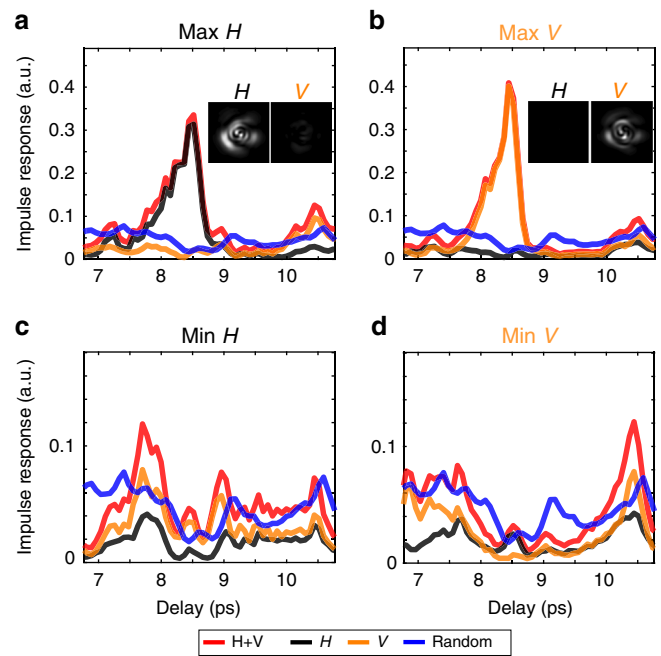 a Max H
b Max V
Impulse response (a.u.)
0.4
0.3
0.2
0.1
0
H V
7 8 9 10
0.4
0.3
0.2
0.1
0
H V
7 8 9 10
c Min H
d Min V
Impulse response (a.u.)
0.1
0
7 8 9 10
Delay (ps)
0.1
0
7 8 9 10
Delay (ps)
H+V H V Random